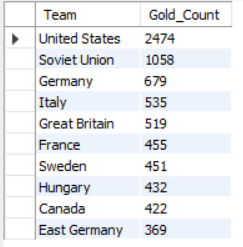 Team Gold_Count
United States 2474
Soviet Union 1058
Germany 679
Italy 535
Great Britain 519
France 455
Sweden 451
Hungary 432
Canada 422
East Germany 369